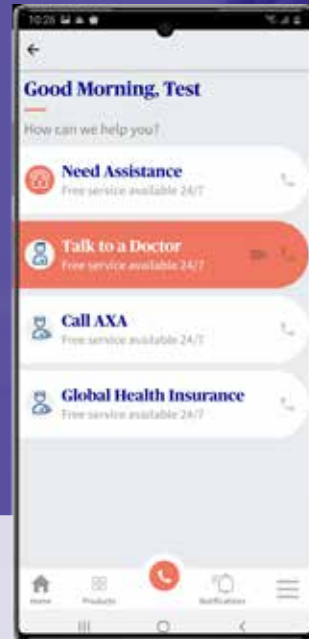 10:28
Good Morning, Test
How can we help you?
Need Assistance
Free service available 24/7
Talk to a Doctor
Free service available 24/7
Call AXA
Free service available 24/7
Global Health Insurance
Free service available 24/7
Home
Products
Notifications